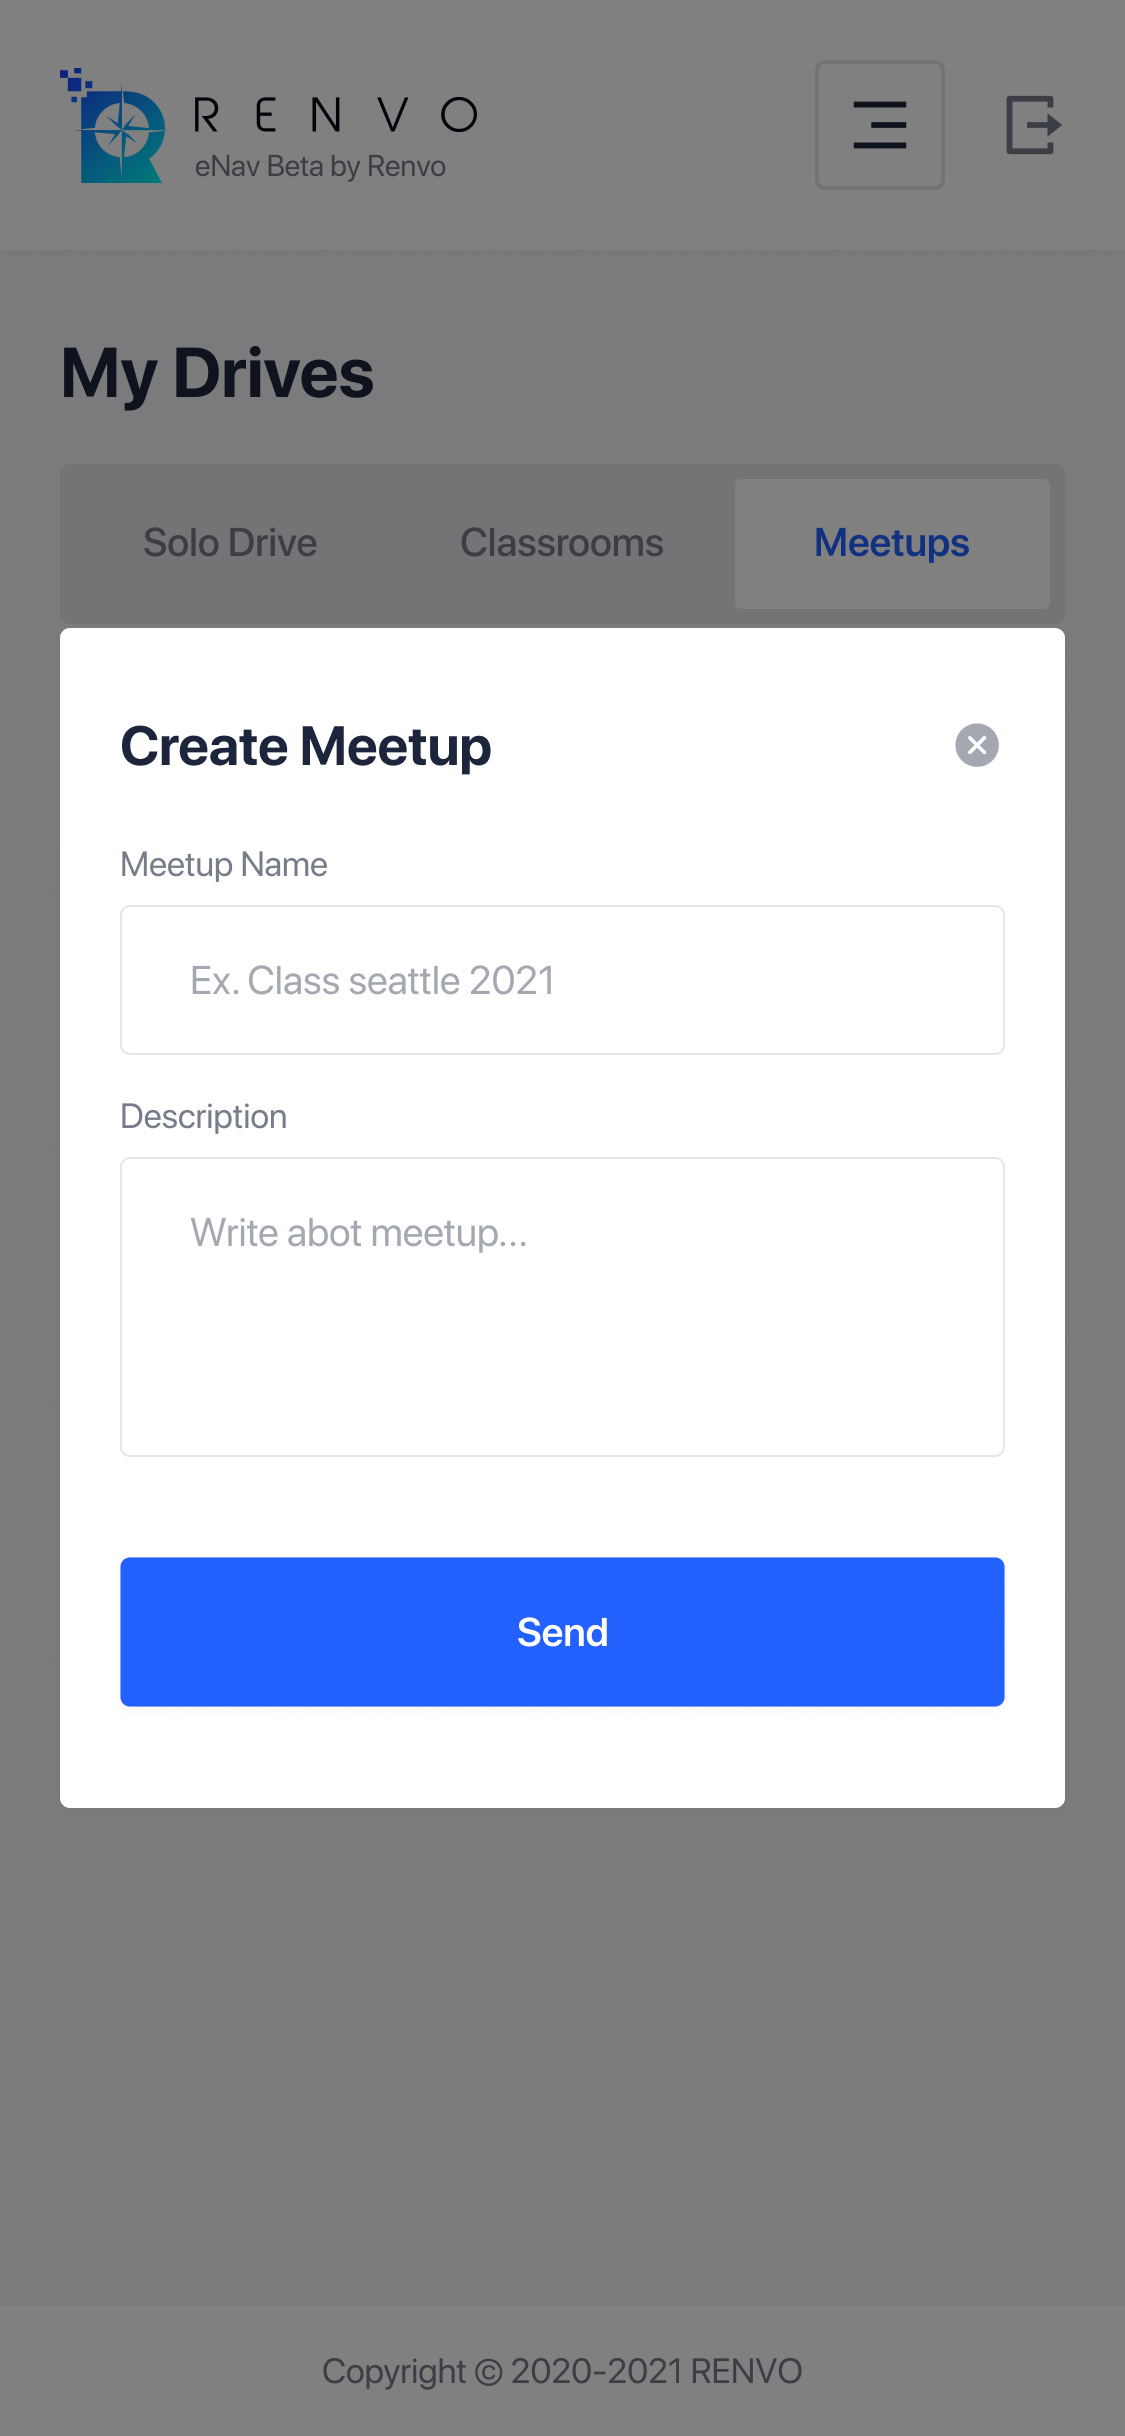 RENVO
eNav Beta by Renvo
My Drives
Solo Drive
Classrooms
Meetups
Create Meetup
Meetup Name
Ex. Class seattle 2021
Description
Write abot meetup...
Send
Copyright © 2020-2021 RENVO